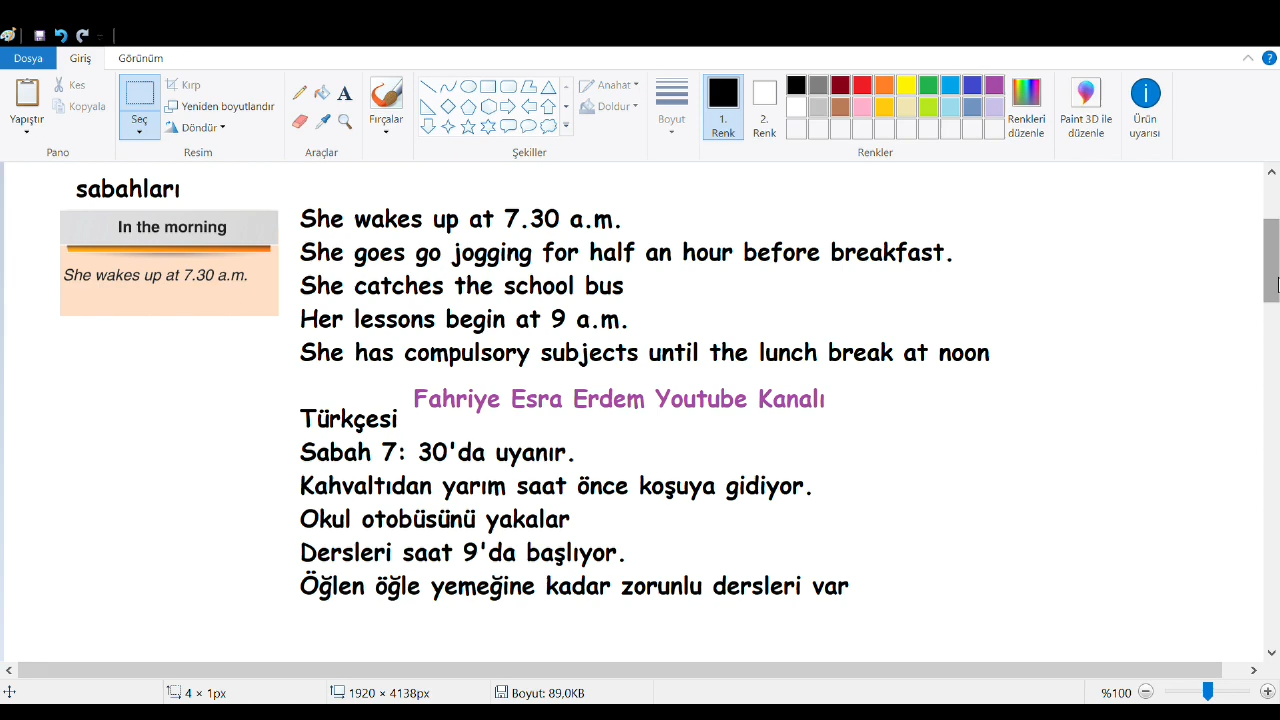 Dosya Giriş Görünüm
Yapıştır
Kes
Kopyala
Pano
Seç
Kırp
Yeniden boyutlandır
Döndür
Resim
Araçlar
Fırçalar
Şekiller
Anahat
Doldur
Boyut
1. Renk
2. Renk
Renkler
Renkleri düzenle
Paint 3D ile düzenle
Ürün uyarısı
sabahları
In the morning
She wakes up at 7.30 a.m.
She wakes up at 7.30 a.m.
She goes go jogging for half an hour before breakfast.
She catches the school bus
Her lessons begin at 9 a.m.
She has compulsory subjects until the lunch break at noon
Fahriye Esra Erdem Youtube Kanalı
Türkçesi
Sabah 7: 30'da uyanır.
Kahvaltıdan yarım saat önce koşuya gidiyor.
Okul otobüsünü yakalar
Dersleri saat 9'da başlıyor.
Öğlen öğle yemeğine kadar zorunlu dersleri var
4 × 1px 1920 × 4138px Boyut: 89,0KB %100